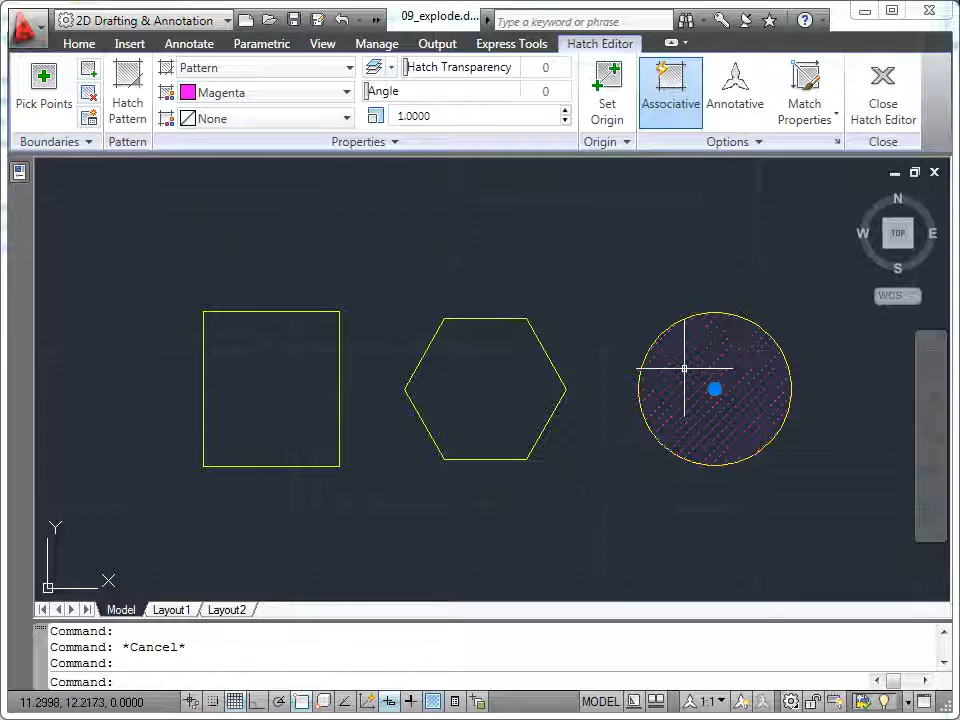 2D Drafting & Annotation
09_explode.d...
Type a keyword or phrase
Home Insert Annotate Parametric View Manage Output Express Tools Hatch Editor
Pick Points
Boundaries
Hatch Pattern
Pattern
Pattern
Magenta
None
Hatch Transparency 0
Angle 0
1.0000
Properties
Set Origin
Origin
Associative
Annotative
Match Properties
Options
Close Hatch Editor
Close
N
W TOP E
S
WCS
Y
X
Model Layout1 Layout2
Command:
Command: *Cancel*
Command:
Command:
11.2998, 12.2173, 0.0000
MODEL
1:1